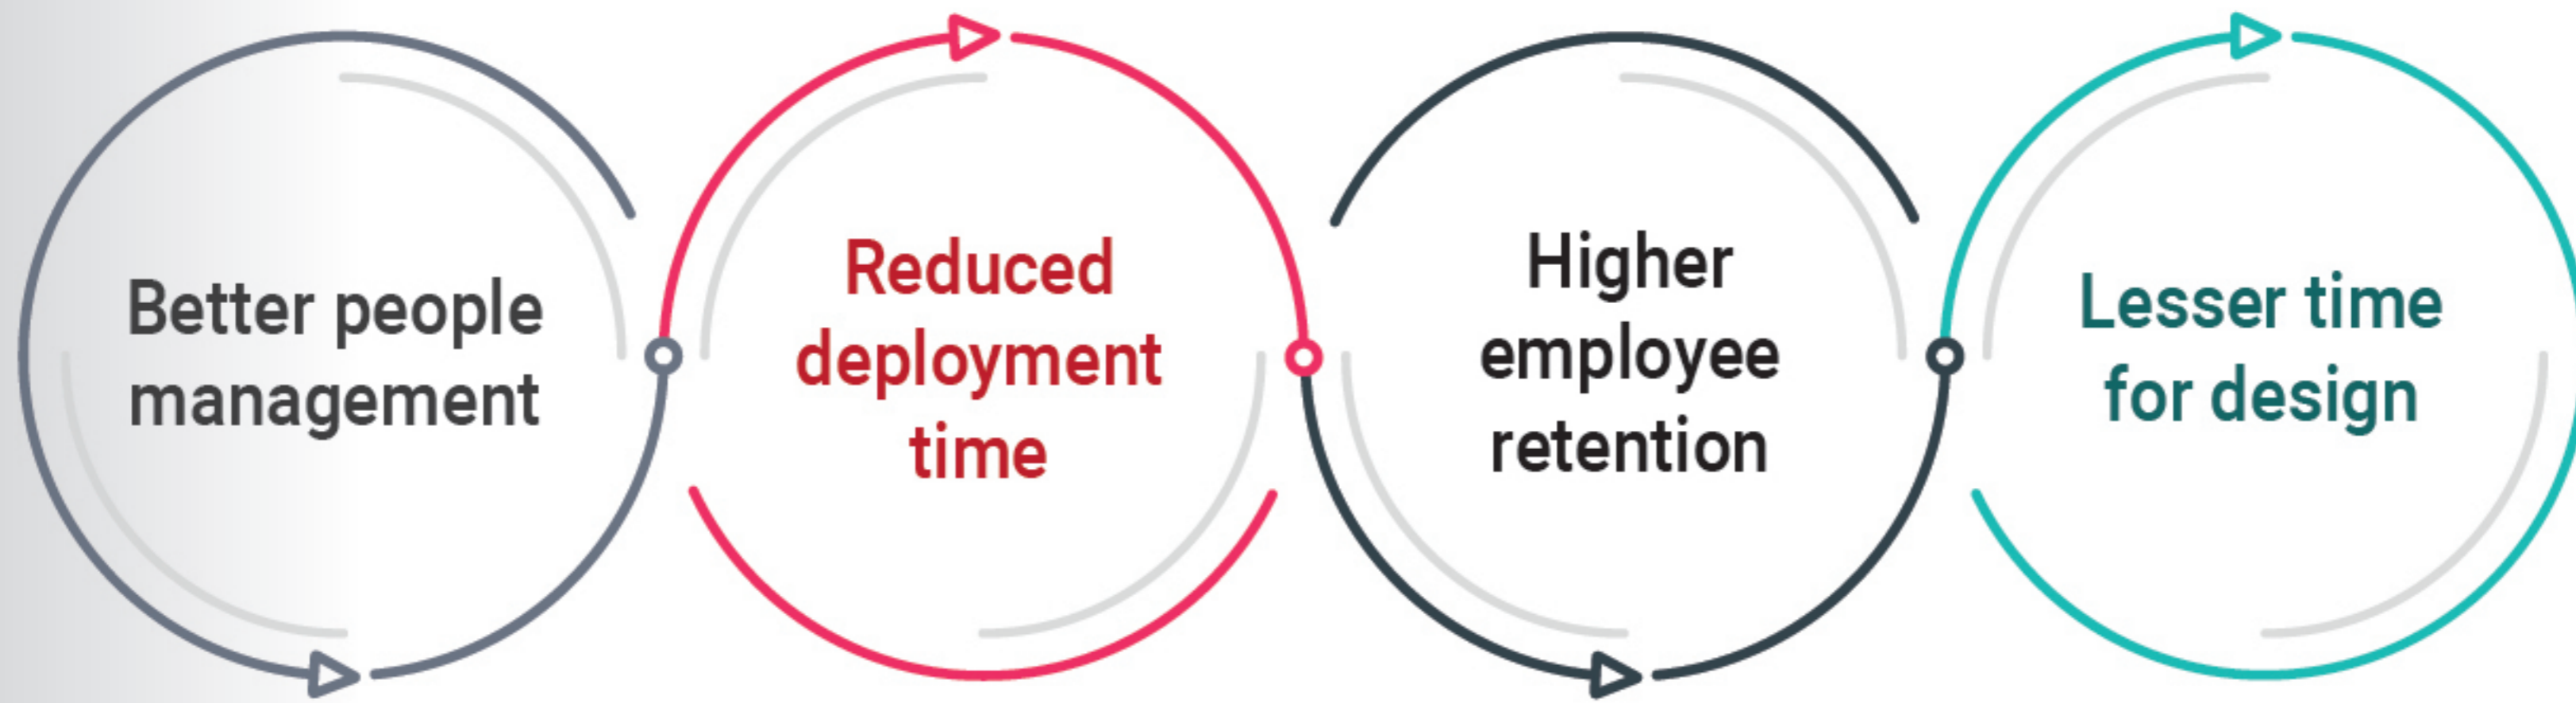 Better people
management
Reduced
deployment
time
Higher
employee
retention
Lesser time
for design